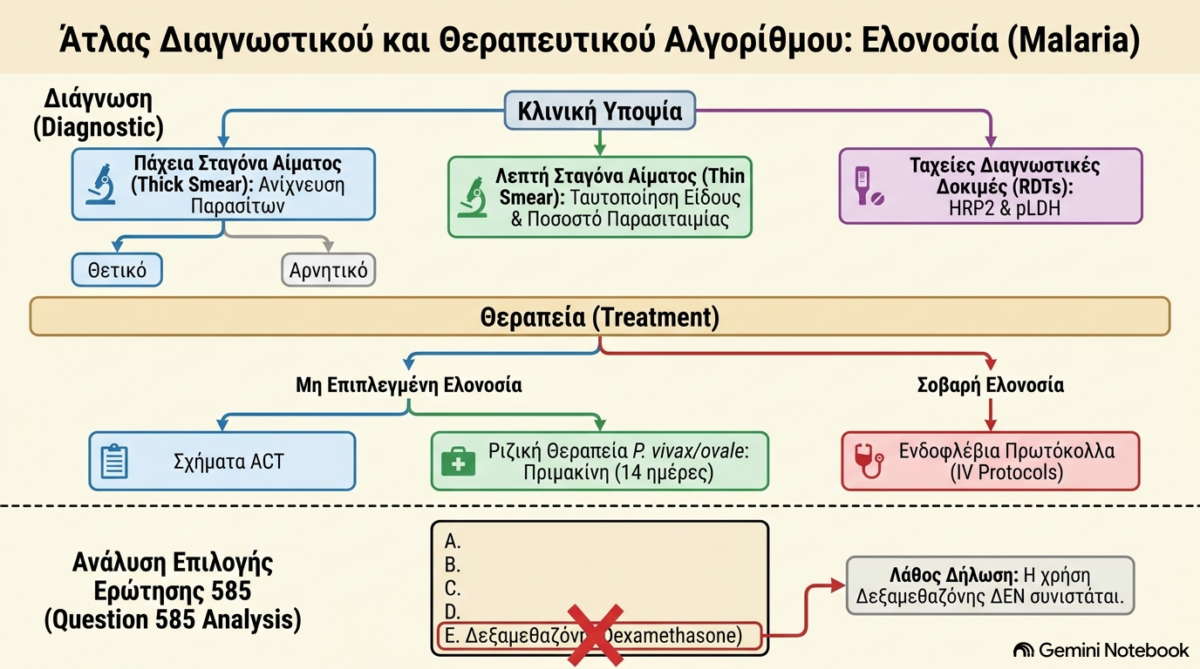 Άτλας Διαγνωστικού και Θεραπευτικού Αλγορίθμου: Ελονοσία (Malaria)
Διάγνωση
(Diagnostic)
Κλινική Υποψία
Πάχεια Σταγόνα Αίματος
(Thick Smear): Ανίχνευση
Παρασίτων
Λεπτή Σταγόνα Αίματος (Thin
Smear): Ταυτοποίηση Είδους
& Ποσοστό Παρασιταιμίας
Ταχείες Διαγνωστικές
Δοκιμές (RDTs):
HRP2 & pLDH
Θετικό
Αρνητικό
Θεραπεία (Treatment)
Μη Επιπλεγμένη Ελονοσία
Σοβαρή Ελονοσία
Σχήματα ACT
Ριζική Θεραπεία P. vivax/ovale:
Πριμακίνη (14 ημέρες)
Ενδοφλέβια Πρωτόκολλα
(IV Protocols)
Ανάλυση Επιλογής
Ερώτησης 585
(Question 585 Analysis)
A.
B.
C.
D.
E. Δεξαμεθαζόνη (Dexamethasone)
Λάθος Δήλωση: Η χρήση
Δεξαμεθαζόνης ΔΕΝ συνιστάται.
Gemini Notebook